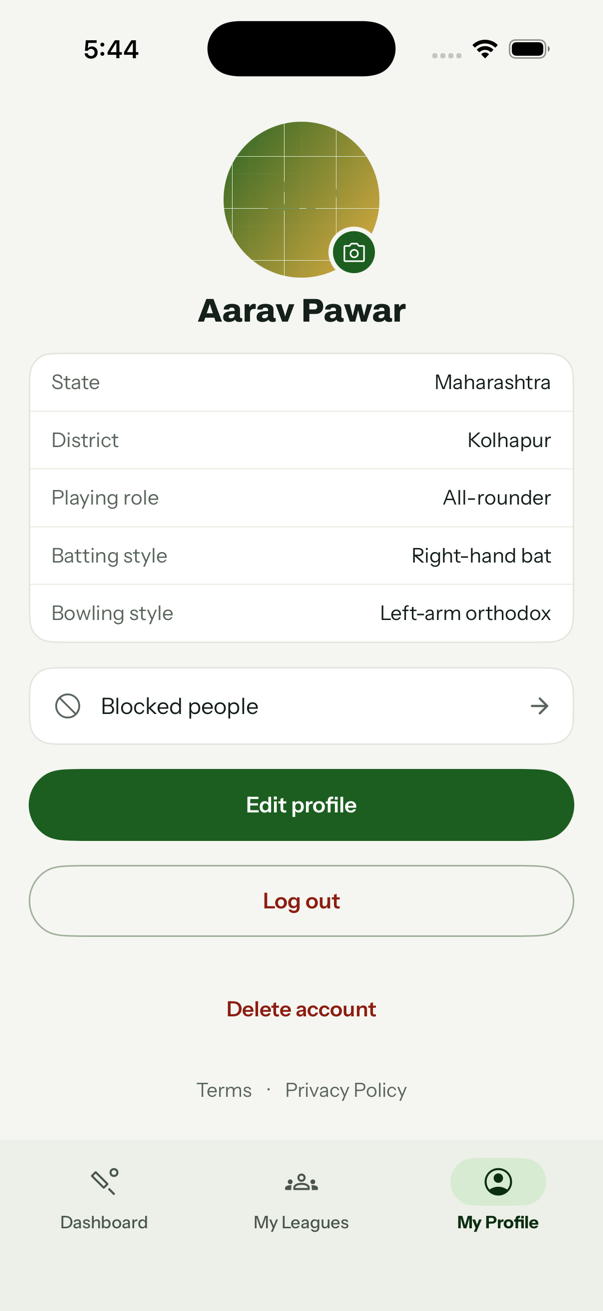 5:44
Aarav Pawar
State Maharashtra
District Kolhapur
Playing role All-rounder
Batting style Right-hand bat
Bowling style Left-arm orthodox
Blocked people
Edit profile
Log out
Delete account
Terms · Privacy Policy
Dashboard My Leagues My Profile